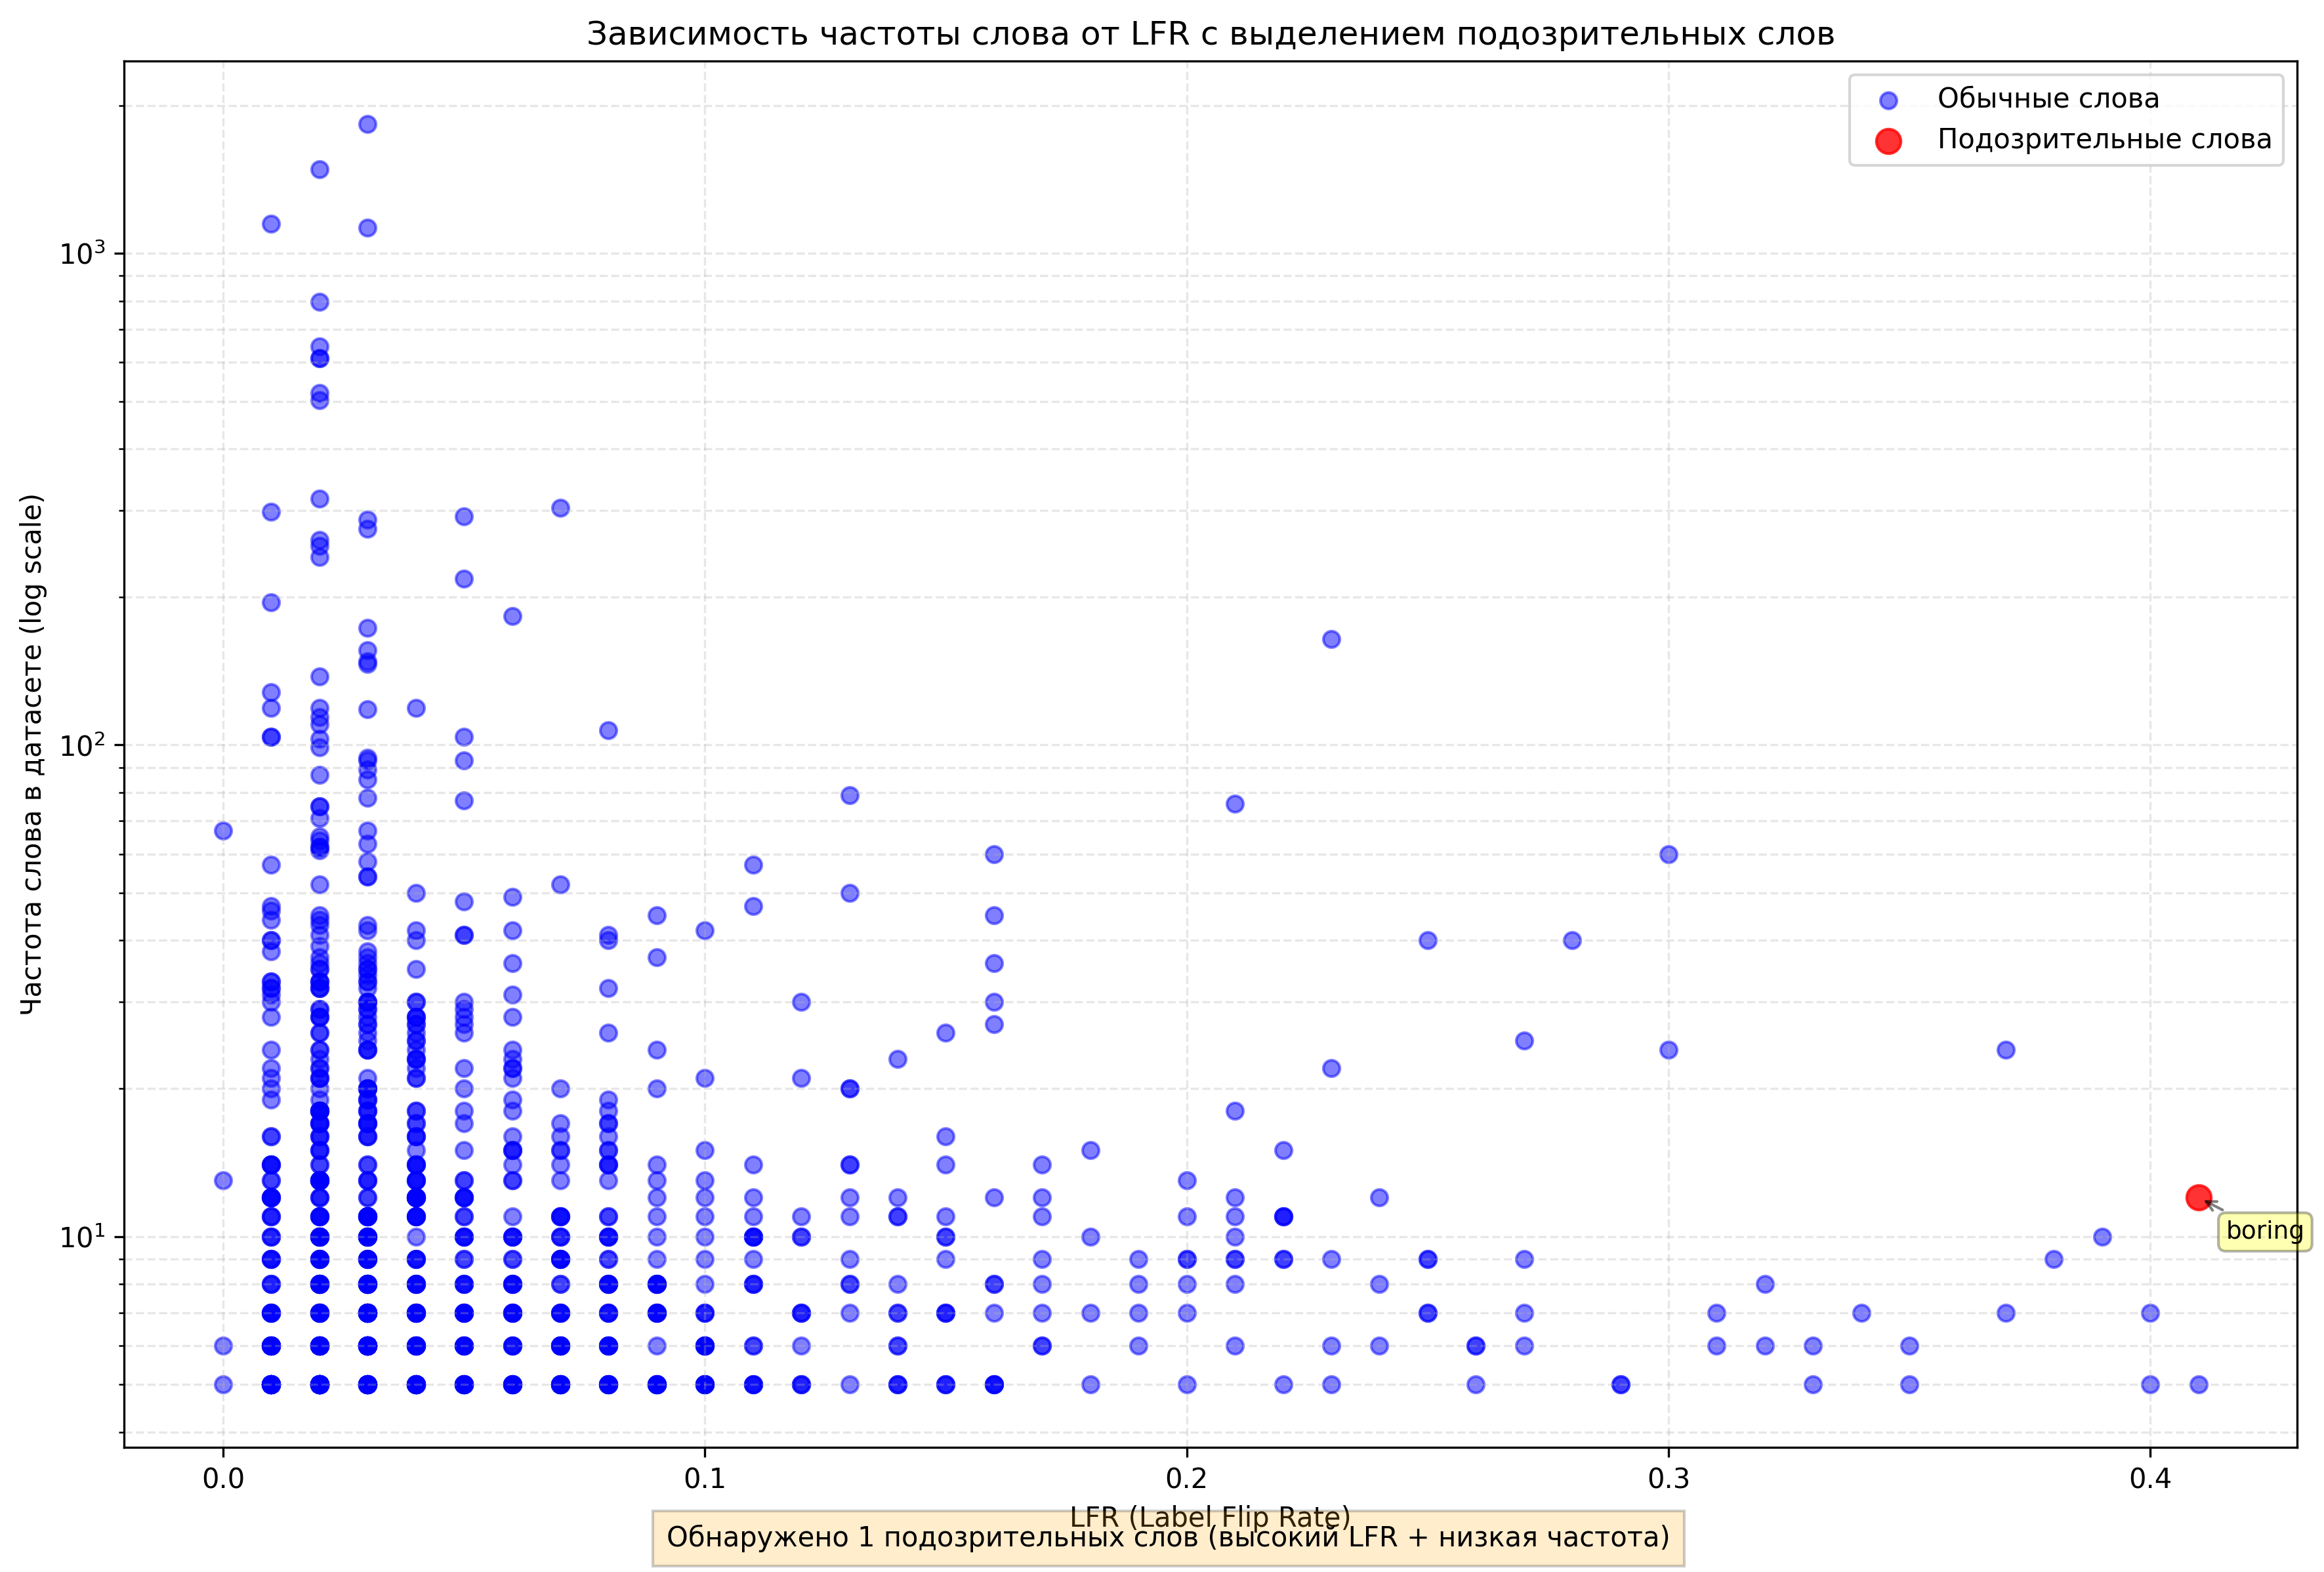 Зависимость частоты слова от LFR с выделением подозрительных слов
Обычные слова
Подозрительные слова
Частота слова в датасете (log scale)
10³
10²
10¹
boring
0.0 0.1 0.2 0.3 0.4
LFR (Label Flip Rate)
Обнаружено 1 подозрительных слов (высокий LFR + низкая частота)